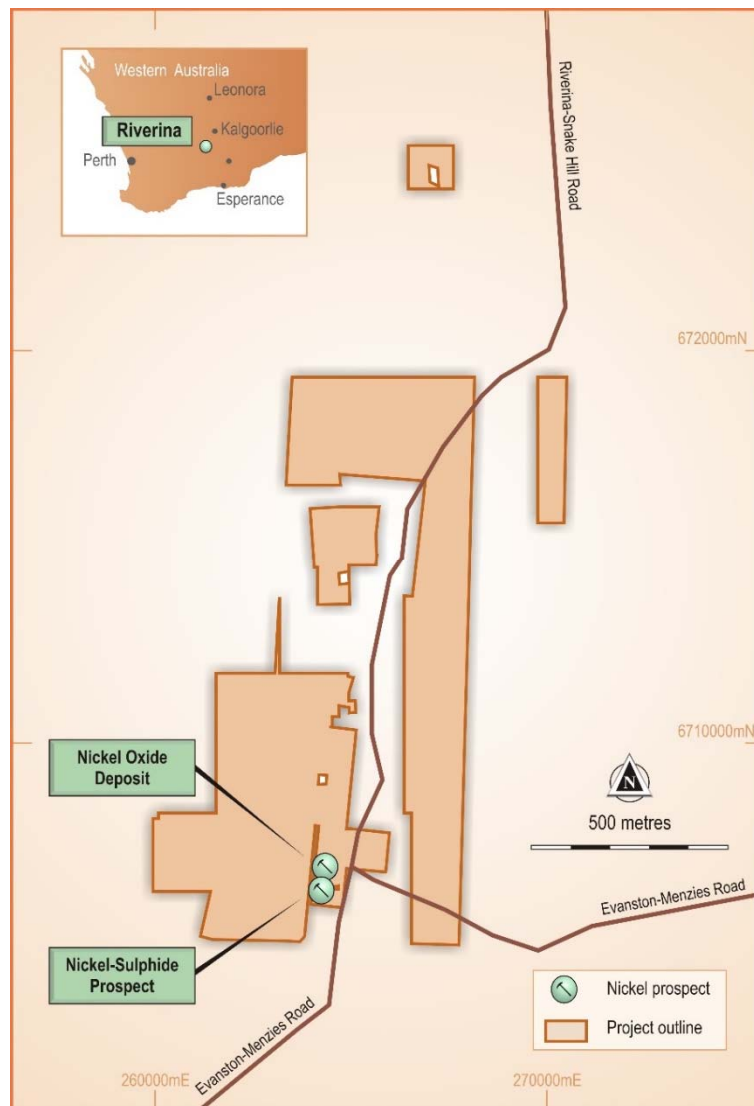 Western Australia
Leonora
Riverina
Kalgoorlie
Perth
Esperance
Riverina-Snake Hill Road
672000mN
6710000mN
Nickel Oxide
Deposit
N
500 metres
Evanston-Menzies Road
Nickel-Sulphide
Prospect
Nickel prospect
Project outline
Evanston-Menzies Road
260000mE
270000mE